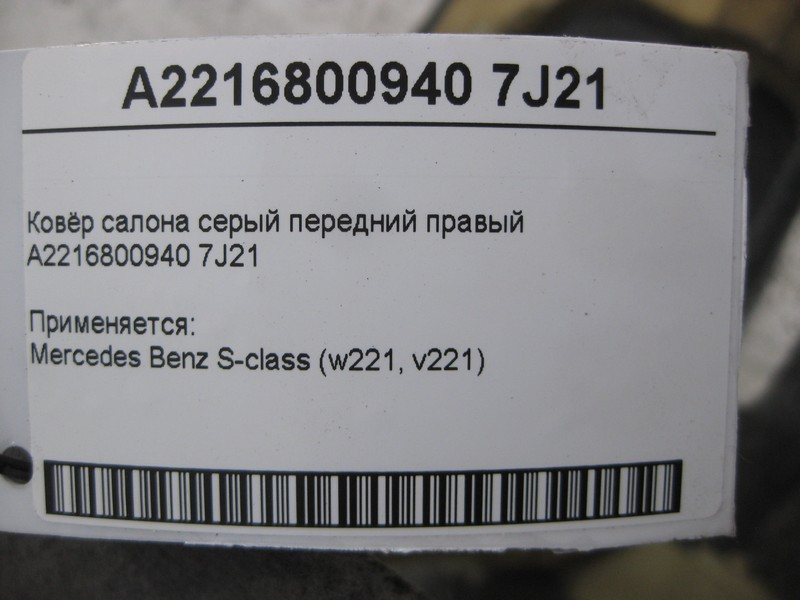 A2216800940 7J21
Ковёр салона серый передний правый
A2216800940 7J21
Применяется:
Mercedes Benz S-class (w221, v221)